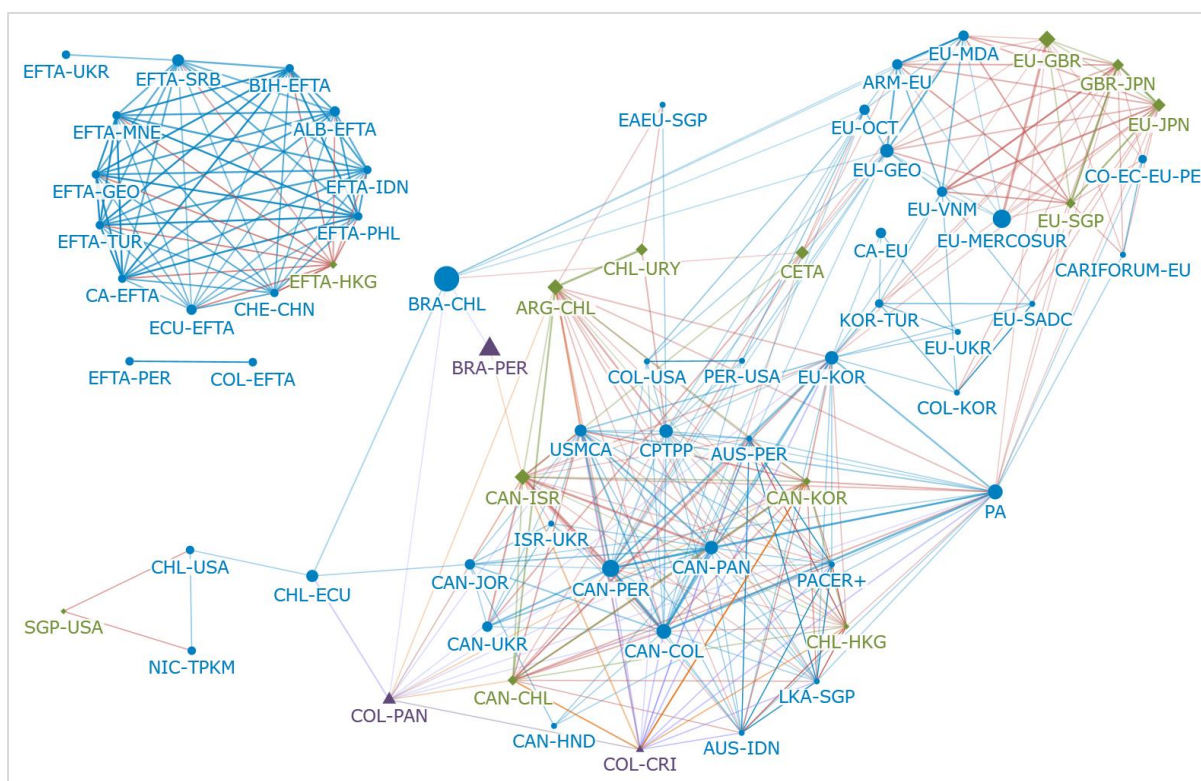 EU-MDA
EU-GBR
EFTA-UKR
EFTA-SRB
BIH-EFTA
ARM-EU
GBR-JPN
EFTA-MNE
ALB-EFTA
EAEU-SGP
EU-OCT
EU-JPN
EU-GEO
CO-EC-EU-PE
EFTA-GEO
EFTA-IDN
EU-VNM
EU-SGP
EFTA-TUR
EFTA-PHL
EU-MERCOSUR
CA-EU
EFTA-HKG
CHL-URY
CETA
CARIFORUM-EU
CA-EFTA
CHE-CHN
BRA-CHL
ARG-CHL
ECU-EFTA
KOR-TUR
EU-SADC
EU-UKR
BRA-PER
EFTA-PER
COL-EFTA
COL-USA
PER-USA
EU-KOR
COL-KOR
USMCA
CPTPP
AUS-PER
CAN-ISR
CAN-KOR
PA
ISR-UKR
CHL-USA
CAN-JOR
CAN-PER
CAN-PAN
PACER+
CHL-ECU
SGP-USA
NIC-TPKM
CAN-UKR
CAN-COL
CHL-HKG
CAN-CHL
LKA-SGP
COL-PAN
CAN-HND
AUS-IDN
COL-CRI